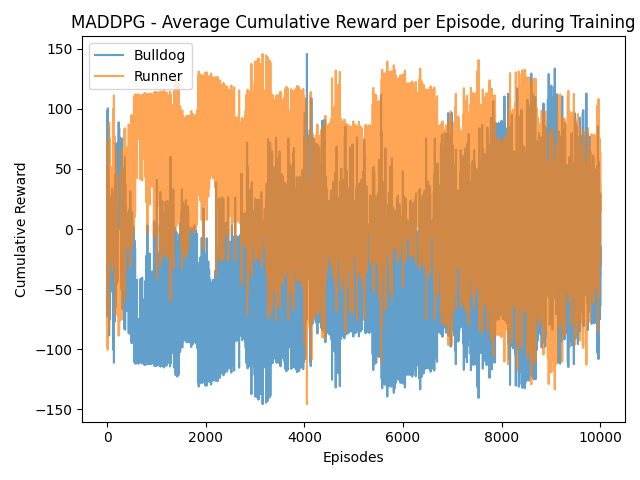 MADDPG - Average Cumulative Reward per Episode, during Training
Bulldog
Runner
150
100
50
0
−50
−100
−150
Cumulative Reward
0 2000 4000 6000 8000 10000
Episodes